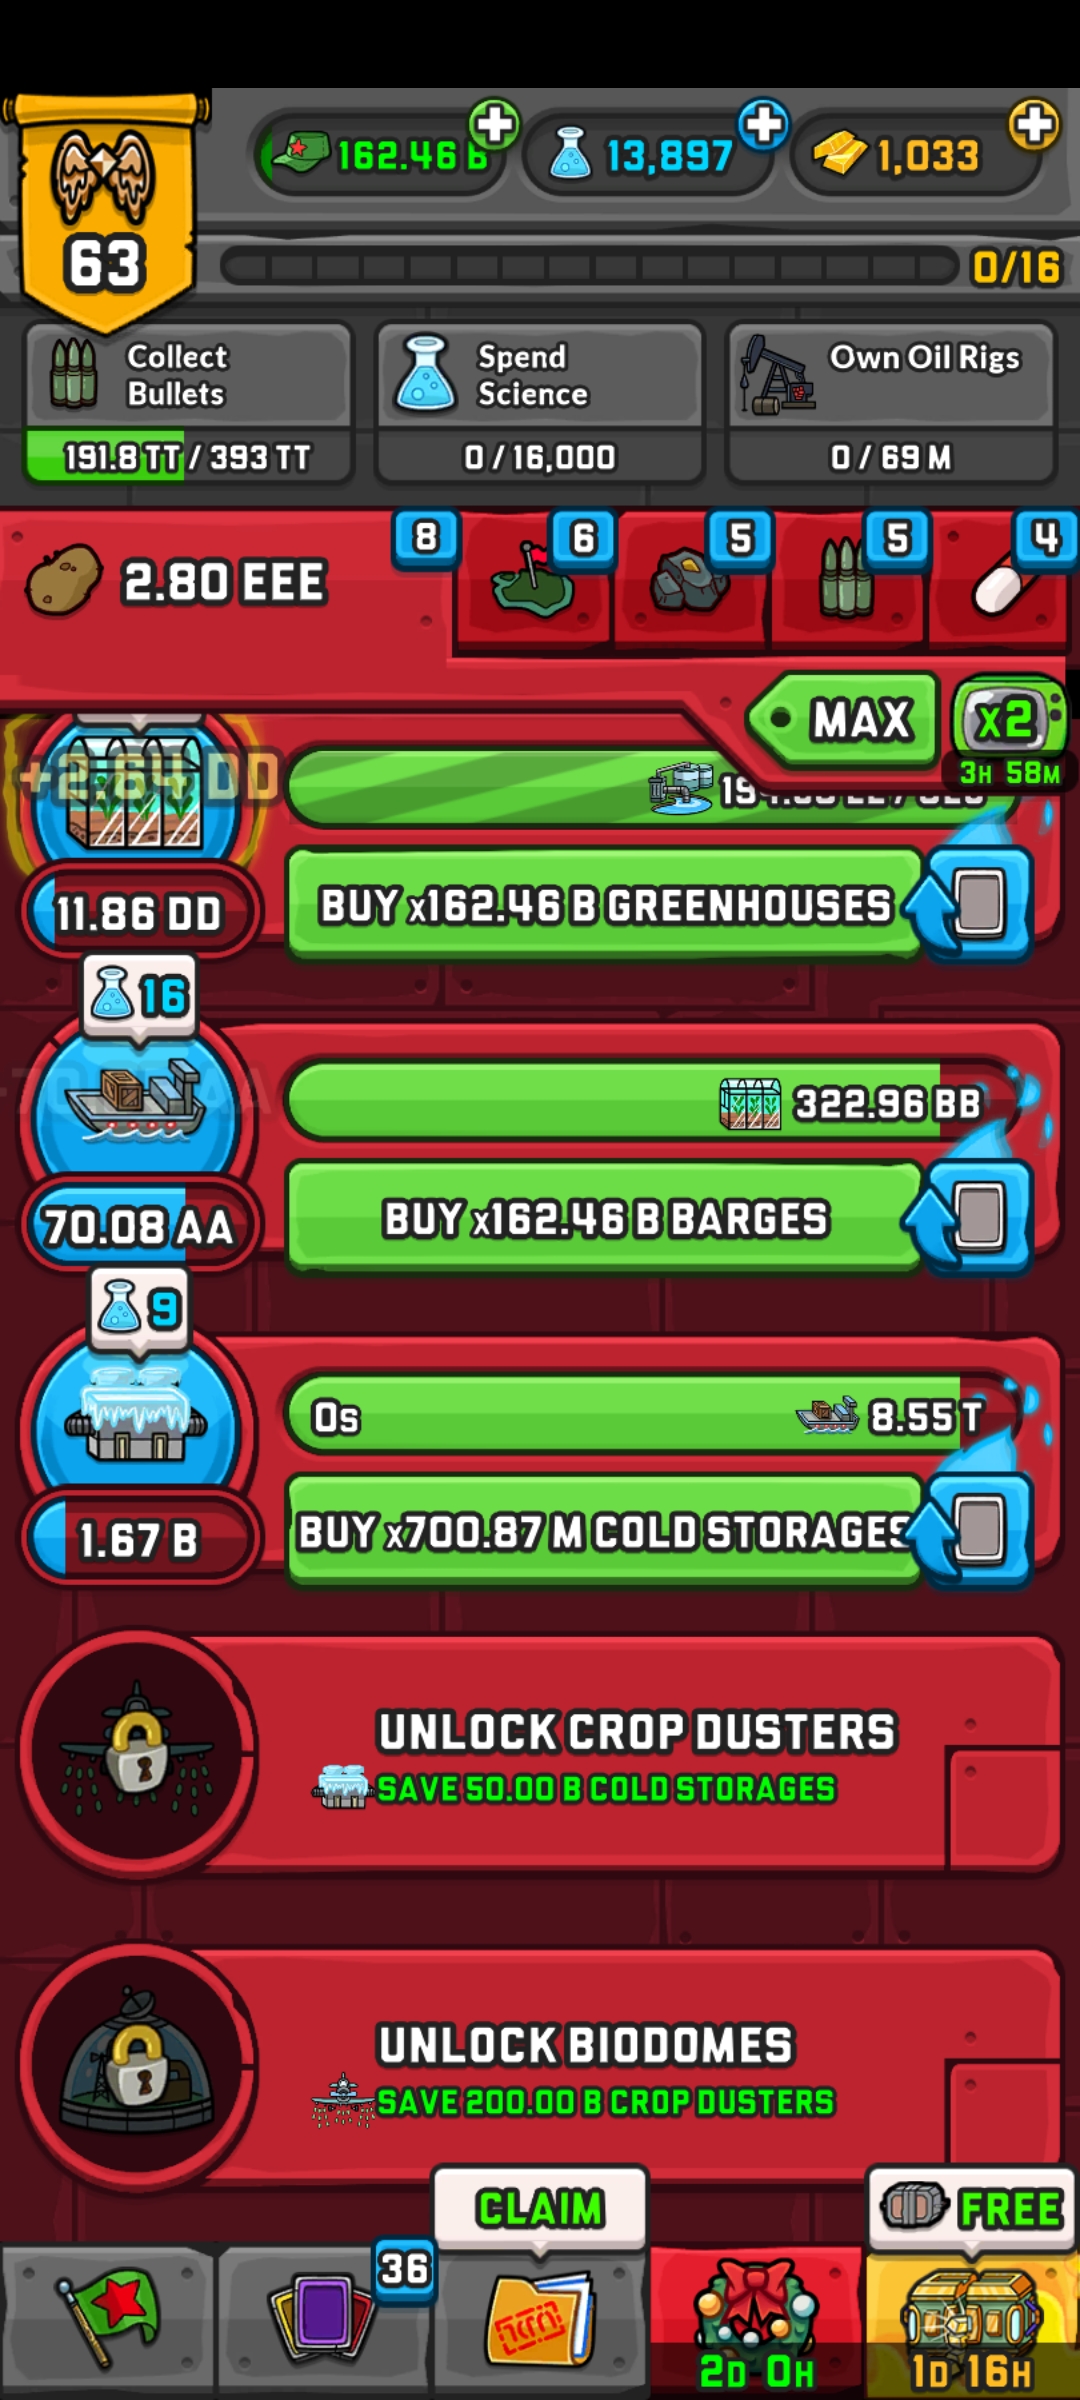 162.46 B
13,897
1,033
63
0/16
Collect
Bullets
191.8 TT / 393 TT
Spend
Science
0 / 16,000
Own Oil Rigs
0 / 69 M
2.80 EEE
8
6
5
5
4
MAX
x2
3H 58M
+2.64 DD
11.86 DD
BUY x162.46 B GREENHOUSES
16
322.96 BB
70.08 AA
BUY x162.46 B BARGES
9
0s
8.55 T
1.67 B
BUY x700.87 M COLD STORAGES
UNLOCK CROP DUSTERS
SAVE 50.00 B COLD STORAGES
UNLOCK BIODOMES
SAVE 200.00 B CROP DUSTERS
CLAIM
FREE
36
2D 0H
1D 16H